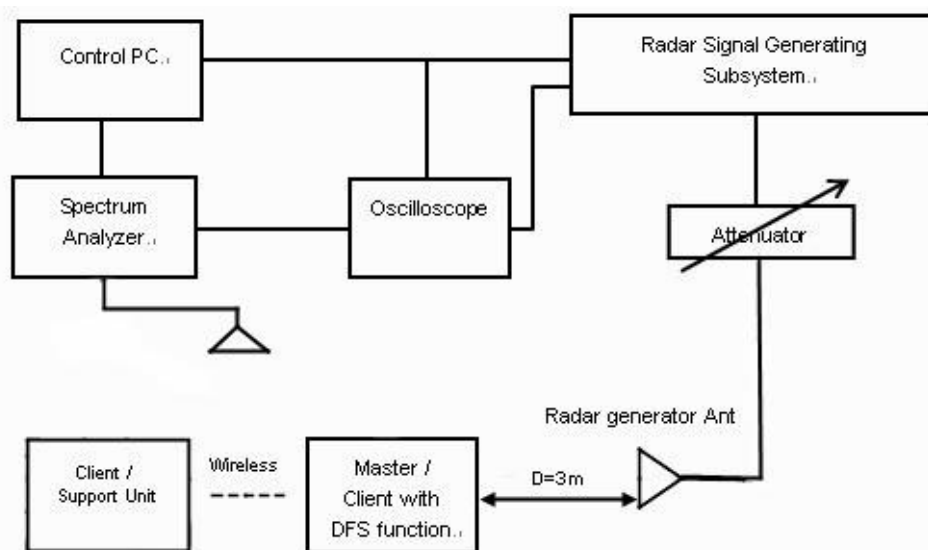 Control PC
Radar Signal Generating
Subsystem
Spectrum
Analyzer
Oscilloscope
Attenuator
Radar generator Ant
Client /
Support Unit
Wireless
Master /
Client with
DFS function
D=3m